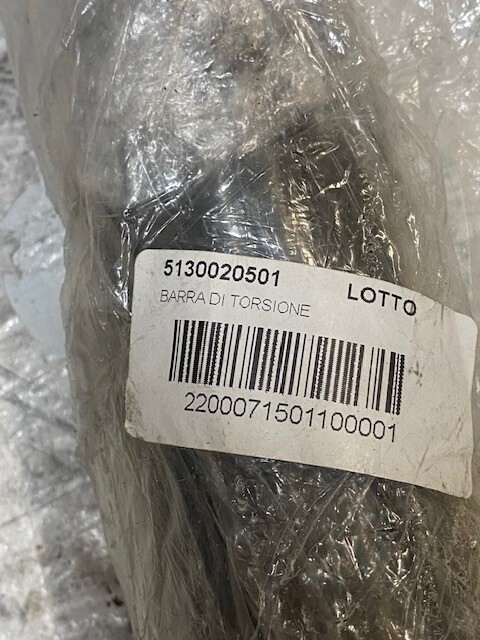 5130020501 LOTTO
BARRA DI TORSIONE
2200071501100001